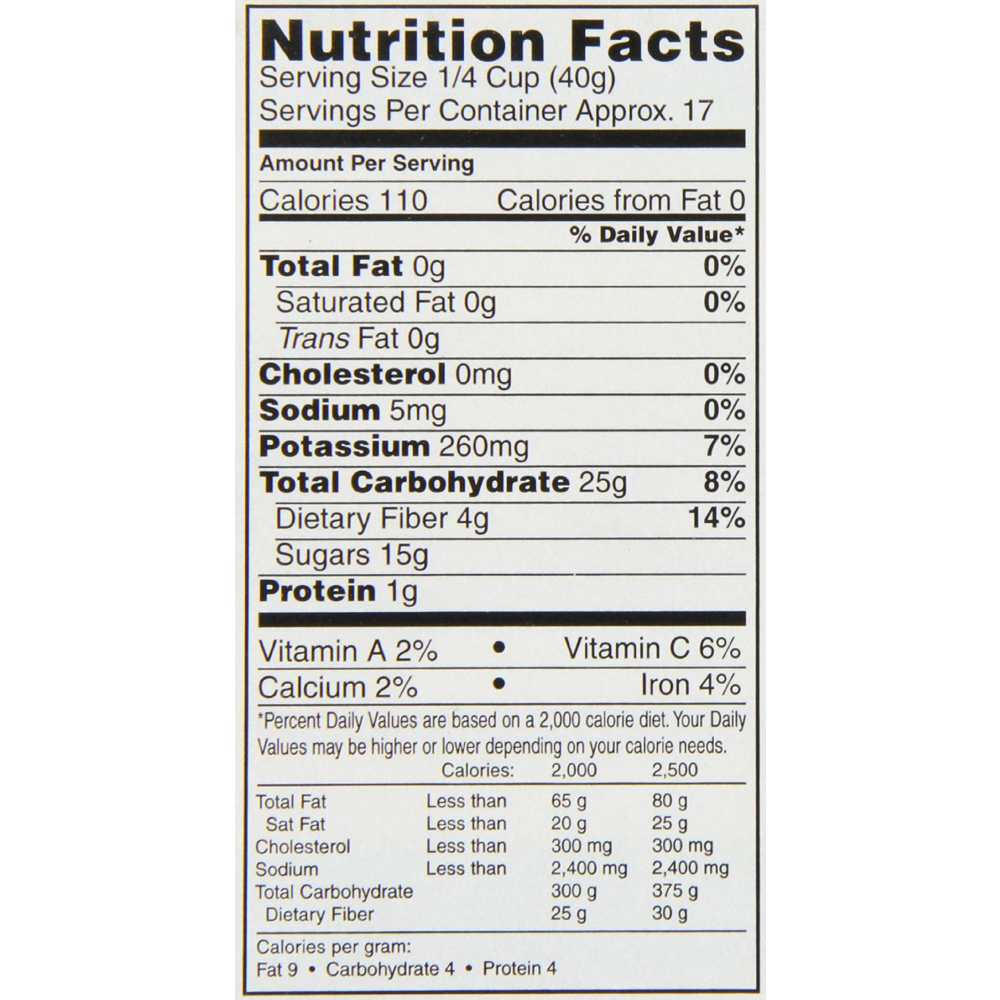 Nutrition Facts
Serving Size 1/4 Cup (40g)
Servings Per Container Approx. 17
Amount Per Serving
Calories 110 Calories from Fat 0
% Daily Value*
Total Fat 0g 0%
Saturated Fat 0g 0%
Trans Fat 0g
Cholesterol 0mg 0%
Sodium 5mg 0%
Potassium 260mg 7%
Total Carbohydrate 25g 8%
Dietary Fiber 4g 14%
Sugars 15g
Protein 1g
Vitamin A 2% • Vitamin C 6%
Calcium 2% • Iron 4%
*Percent Daily Values are based on a 2,000 calorie diet. Your Daily
Values may be higher or lower depending on your calorie needs.
Calories: 2,000 2,500
Total Fat Less than 65 g 80 g
Sat Fat Less than 20 g 25 g
Cholesterol Less than 300 mg 300 mg
Sodium Less than 2,400 mg 2,400 mg
Total Carbohydrate 300 g 375 g
Dietary Fiber 25 g 30 g
Calories per gram:
Fat 9 • Carbohydrate 4 • Protein 4